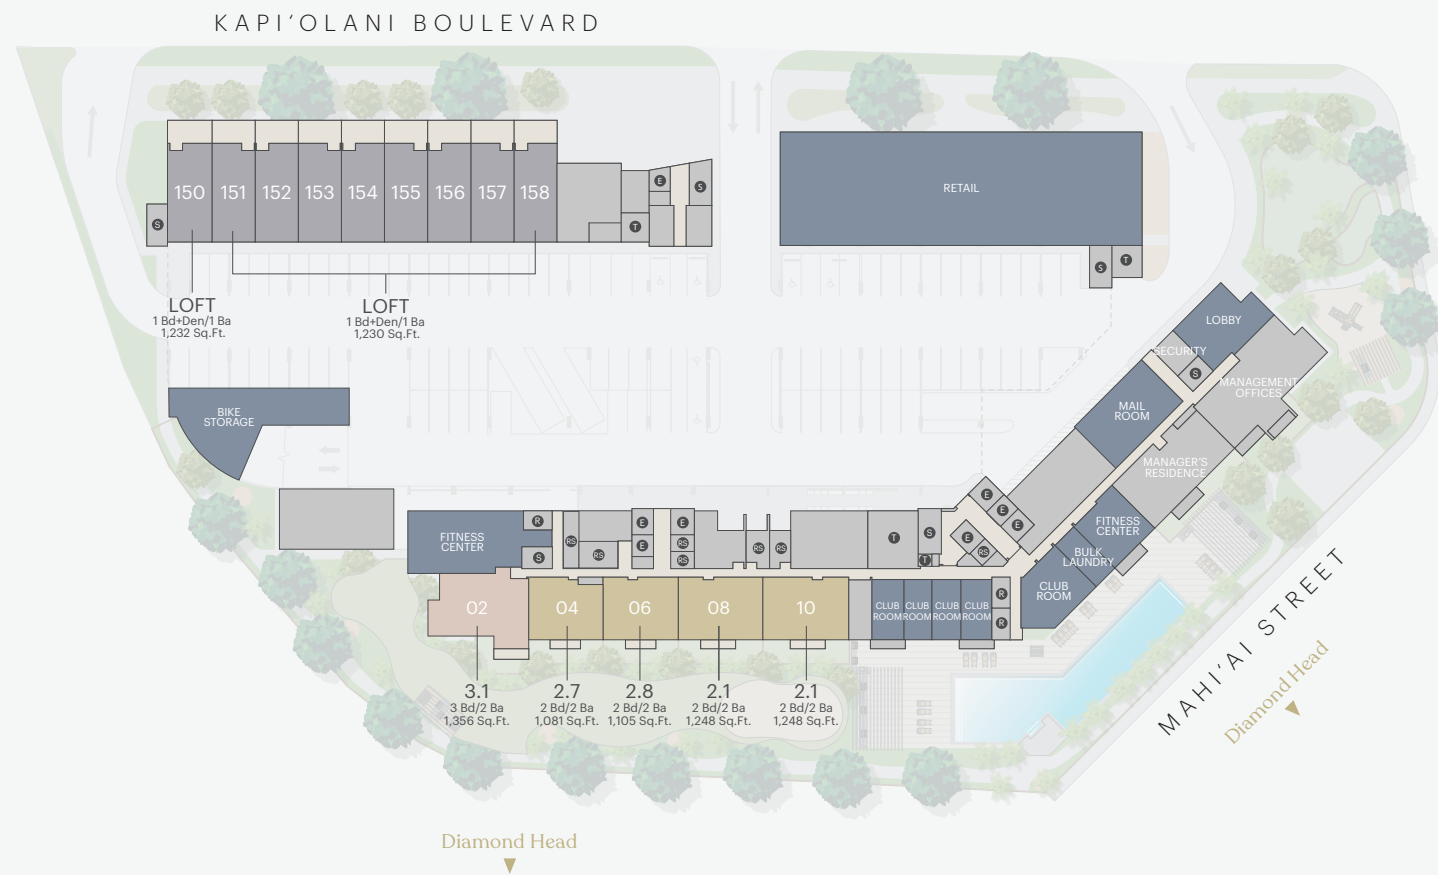 KAPI‘OLANI BOULEVARD
150 151 152 153 154 155 156 157 158
E
S
S
T
RETAIL
S
T
LOFT
1 Bd+Den/1 Ba
1,232 Sq.Ft.
LOFT
1 Bd+Den/1 Ba
1,230 Sq.Ft.
LOBBY
SECURITY
S
MANAGEMENT
OFFICES
MAIL
ROOM
MANAGER'S
RESIDENCE
BIKE
STORAGE
FITNESS
CENTER
BULK
LAUNDRY
CLUB
ROOM
E
E
E
E
RS
FITNESS
CENTER
R
S
RS
RS
E
E
E
RS
RS
RS
RS
T
S
T
02
04
06
08
10
CLUB
ROOM
CLUB
ROOM
CLUB
ROOM
CLUB
ROOM
R
R
3.1
3 Bd/2 Ba
1,356 Sq.Ft.
2.7
2 Bd/2 Ba
1,081 Sq.Ft.
2.8
2 Bd/2 Ba
1,105 Sq.Ft.
2.1
2 Bd/2 Ba
1,248 Sq.Ft.
2.1
2 Bd/2 Ba
1,248 Sq.Ft.
MAHI‘AI STREET
Diamond Head
Diamond Head